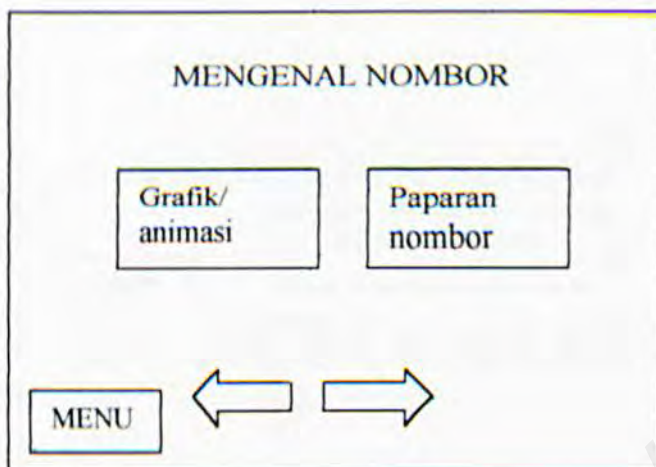 MENGENAL NOMBOR
Grafik/
animasi
Paparan
nombor
MENU